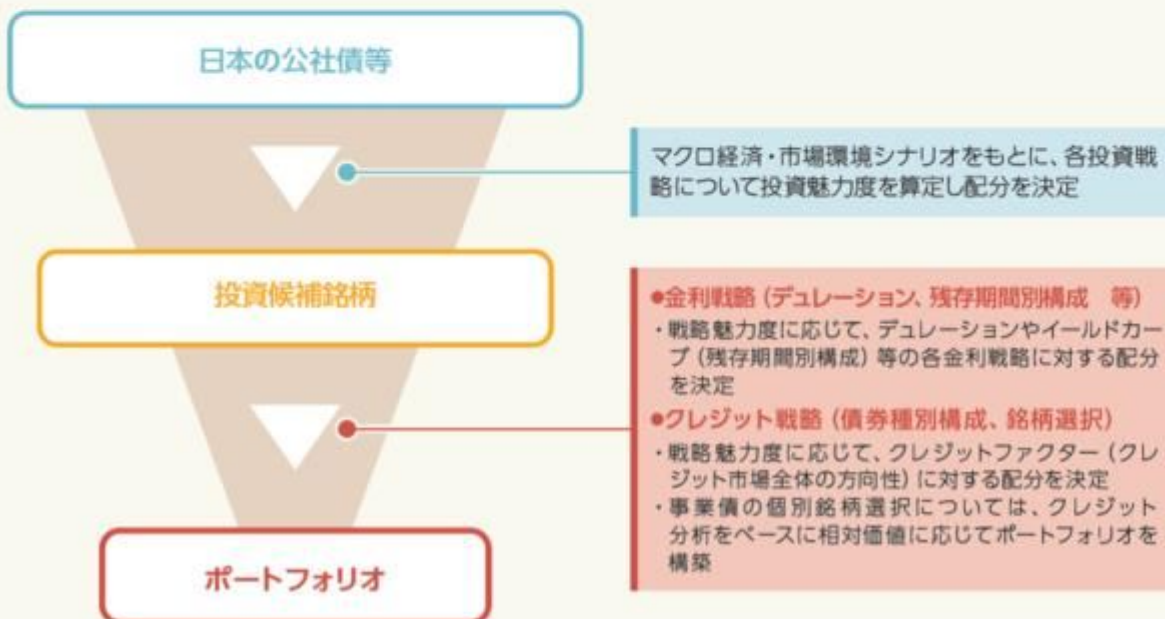 日本の公社債等
マクロ経済・市場環境シナリオをもとに、各投資戦
略について投資魅力度を算定し配分を決定
投資候補銘柄
●金利戦略（デュレーション、残存期間別構成　等）
・戦略魅力度に応じて、デュレーションやイールドカー
ブ（残存期間別構成）等の各金利戦略に対する配分
を決定
●クレジット戦略（債券種別構成、銘柄選択）
・戦略魅力度に応じて、クレジットファクター（クレ
ジット市場全体の方向性）に対する配分を決定
・事業債の個別銘柄選択については、クレジット
分析をベースに相対価値に応じてポートフォリオを
構築
ポートフォリオ